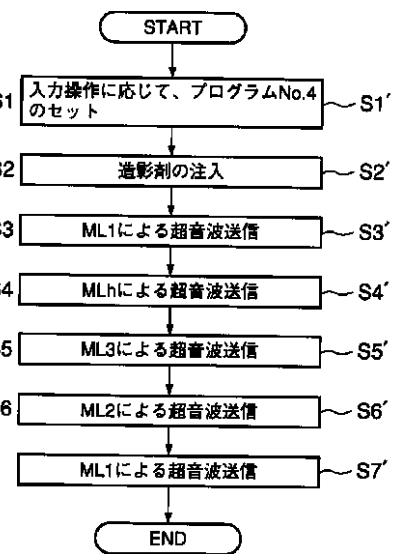 START
S1 入力操作に応じて、プログラムNo.4 S1′
のセット
S2 造影剤の注入 S2′
S3 ML1による超音波送信 S3′
S4 MLhによる超音波送信 S4′
S5 ML3による超音波送信 S5′
S6 ML2による超音波送信 S6′
ML1による超音波送信 S7′
END